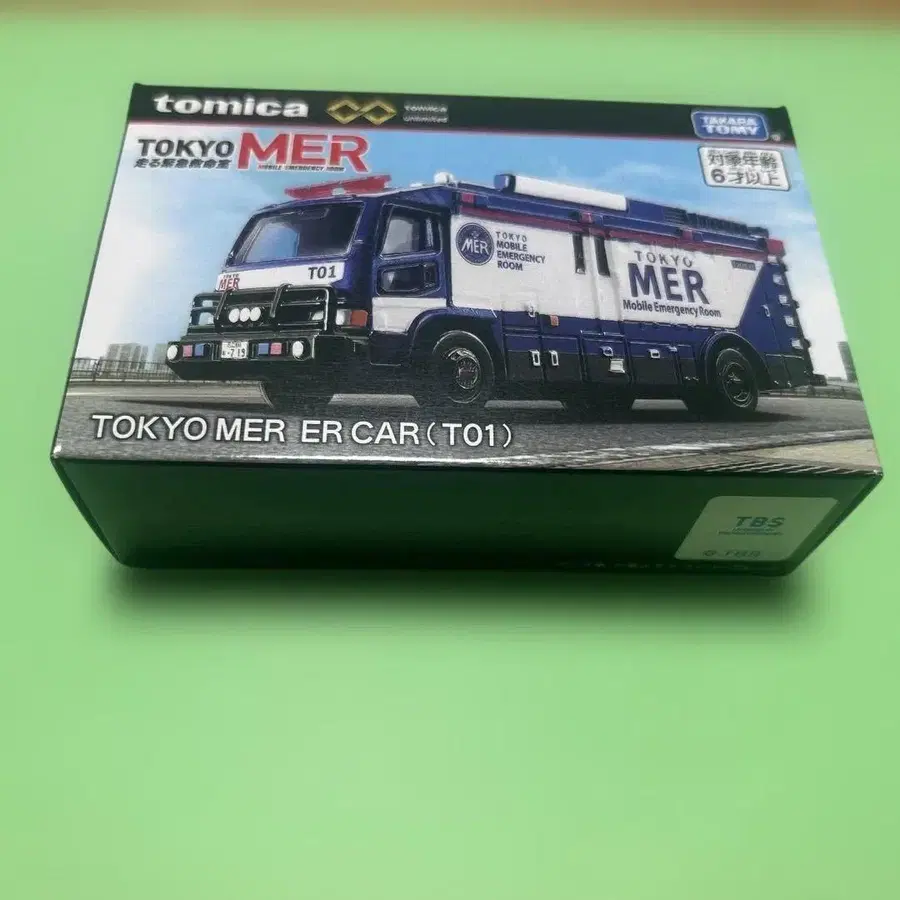 tomica
tomica
unlimited
TAKARA
TOMY
TOKYO MER
走る緊急救命室
MOBILE EMERGENCY ROOM
対象年齢
6才以上
TOKYO
MER
T01
MER
TOKYO
MOBILE
EMERGENCY
ROOM
TOKYO
MER
Mobile Emergency Room
・719
TOKYO MER ER CAR (T01)
TBS
©TBS